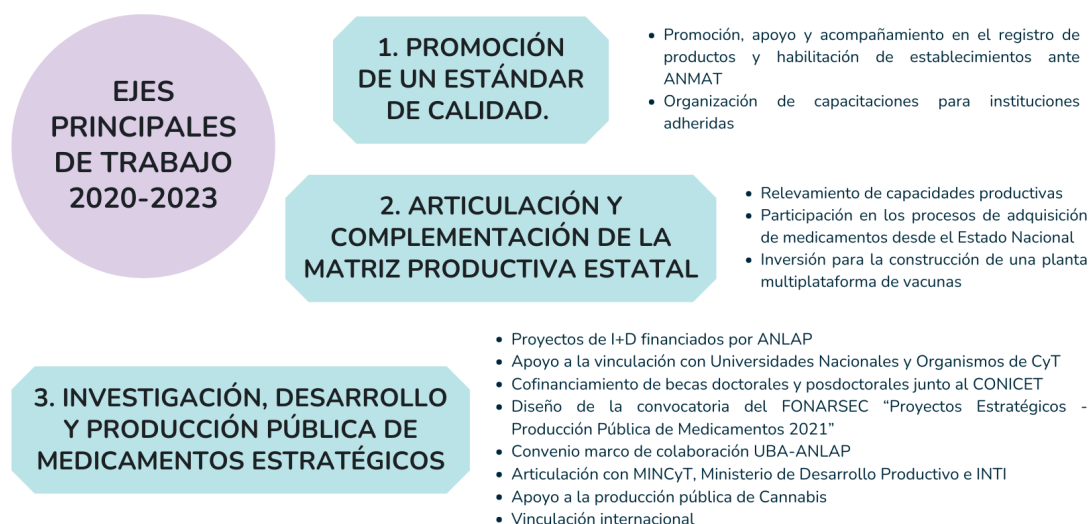 EJES
PRINCIPALES
DE TRABAJO
2020-2023
1. PROMOCIÓN
DE UN ESTÁNDAR
DE CALIDAD.
• Promoción, apoyo y acompañamiento en el registro de
productos y habilitación de establecimientos ante
ANMAT
• Organización de capacitaciones para instituciones
adheridas
2. ARTICULACIÓN Y
COMPLEMENTACIÓN DE LA
MATRIZ PRODUCTIVA ESTATAL
• Relevamiento de capacidades productivas
• Participación en los procesos de adquisición
de medicamentos desde el Estado Nacional
• Inversión para la construcción de una planta
multiplataforma de vacunas
3. INVESTIGACIÓN, DESARROLLO
Y PRODUCCIÓN PÚBLICA DE
MEDICAMENTOS ESTRATÉGICOS
• Proyectos de I+D financiados por ANLAP
• Apoyo a la vinculación con Universidades Nacionales y Organismos de CyT
• Cofinanciamiento de becas doctorales y posdoctorales junto al CONICET
• Diseño de la convocatoria del FONARSEC “Proyectos Estratégicos -
Producción Pública de Medicamentos 2021”
• Convenio marco de colaboración UBA-ANLAP
• Articulación con MINCyT, Ministerio de Desarrollo Productivo e INTI
• Apoyo a la producción pública de Cannabis
• Vinculación internacional